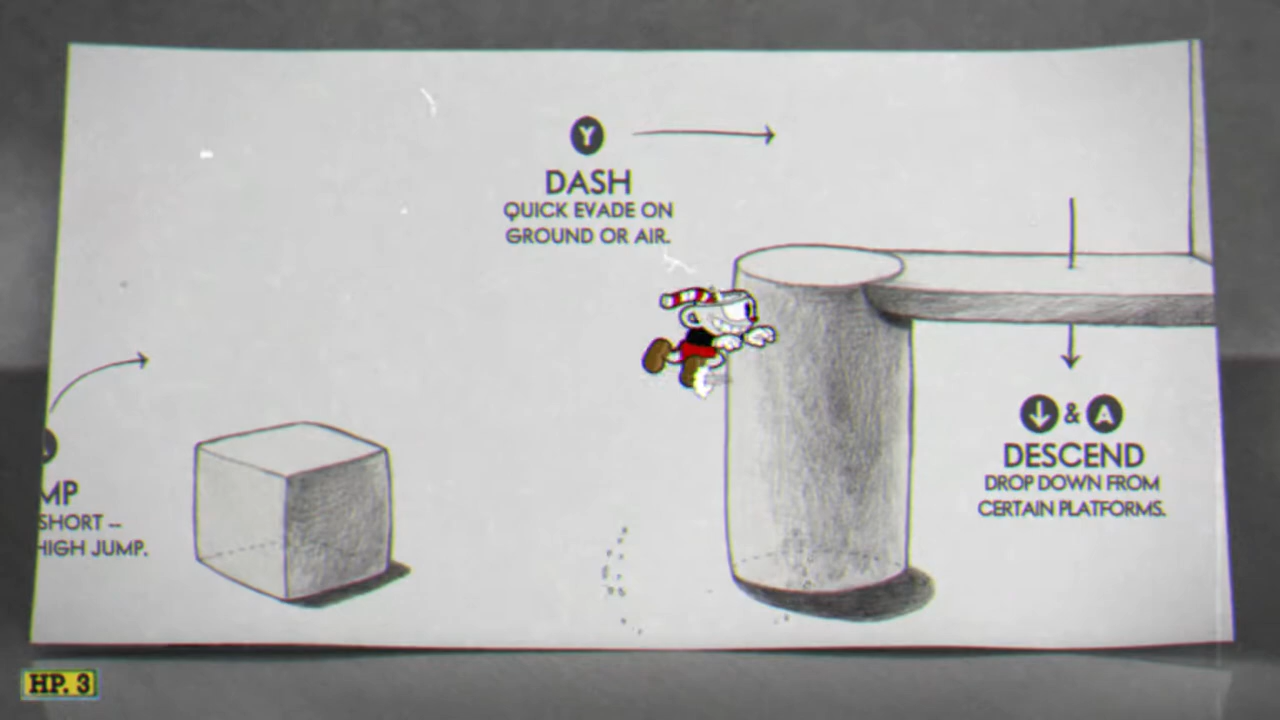 Y
DASH
QUICK EVADE ON
GROUND OR AIR.
MP
SHORT –
HIGH JUMP.
↓ & A
DESCEND
DROP DOWN FROM
CERTAIN PLATFORMS.
HP. 3